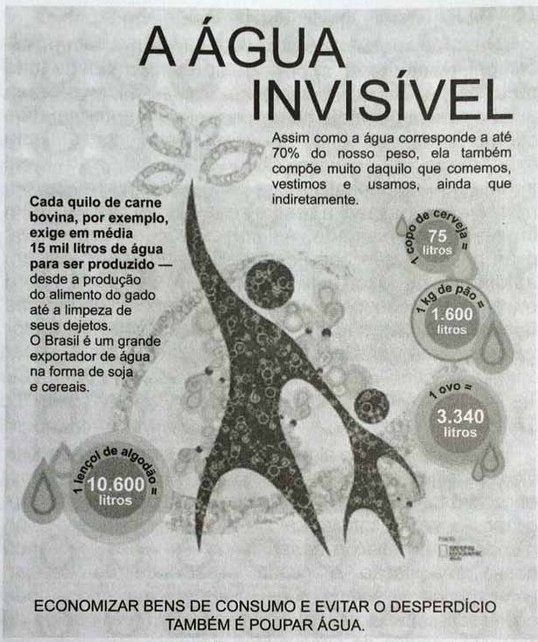 A ÁGUA
INVISÍVEL
Assim como a água corresponde a até
70% do nosso peso, ela também
compõe muito daquilo que comemos,
vestimos e usamos, ainda que
indiretamente.
Cada quilo de carne
bovina, por exemplo,
exige em média
15 mil litros de água
para ser produzido —
desde a produção
do alimento do gado
até a limpeza de
seus dejetos.
O Brasil é um grande
exportador de água
na forma de soja
e cereais.
1 copo de cerveja =
75
litros
1 kg de pão =
1.600
litros
1 ovo =
3.340
litros
1 lençol de algodão =
10.600
litros
NATIONAL
GEOGRAPHIC
ECONOMIZAR BENS DE CONSUMO E EVITAR O DESPERDÍCIO
TAMBÉM É POUPAR ÁGUA.